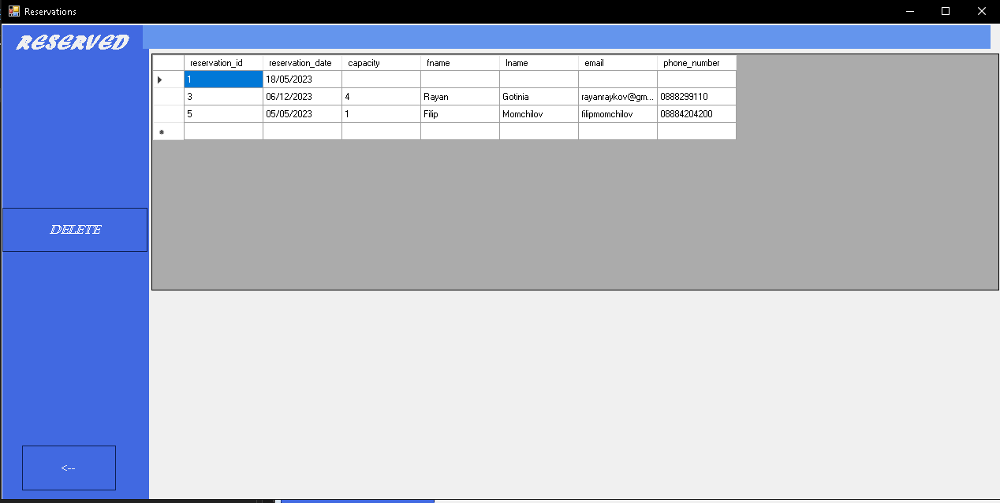 Reservations
RESERVED
reservation_id reservation_date capacity fname lname email phone_number
1 18/05/2023
3 06/12/2023 4 Rayan Gotinia rayanraykov@gm... 0888299110
5 05/05/2023 1 Filip Momchilov filipmomchilov 08884204200
DELETE
<--